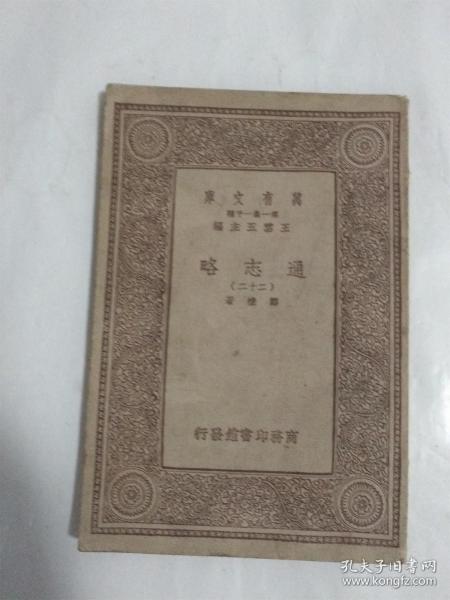 萬有文庫
第一集一千種
王雲五主編
通志略
（二十二）
鄭樵著
商務印書館發行
孔夫子旧书网
www.kongfz.com